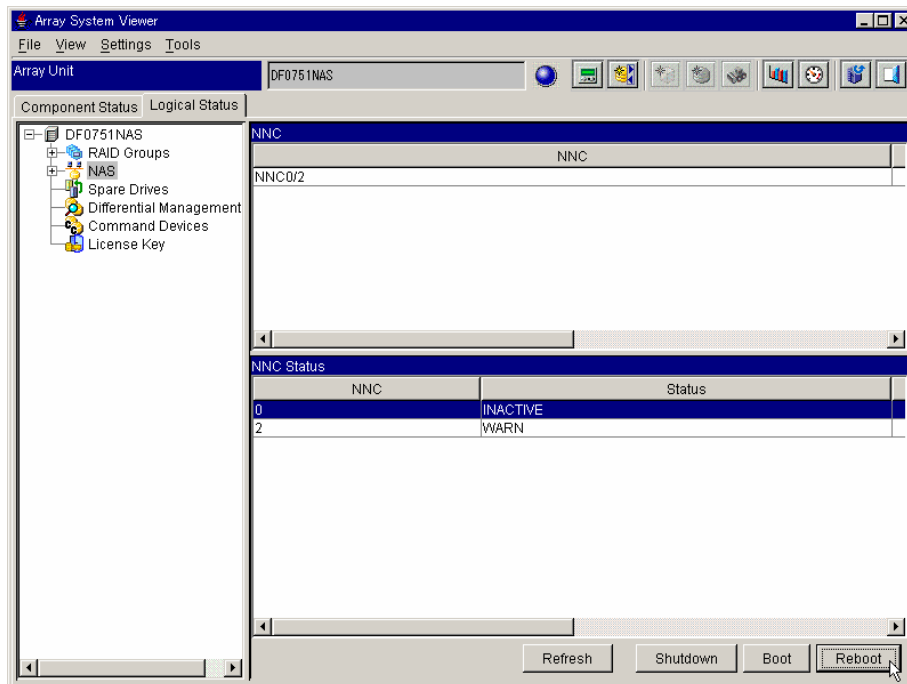 Array System Viewer
File View Settings Tools
Array Unit
DF0751NAS
Component Status Logical Status
DF0751NAS
RAID Groups
NAS
Spare Drives
Differential Management
Command Devices
License Key
NNC
NNC
NNC0/2
NNC Status
NNC Status
0 INACTIVE
2 WARN
Refresh Shutdown Boot Reboot